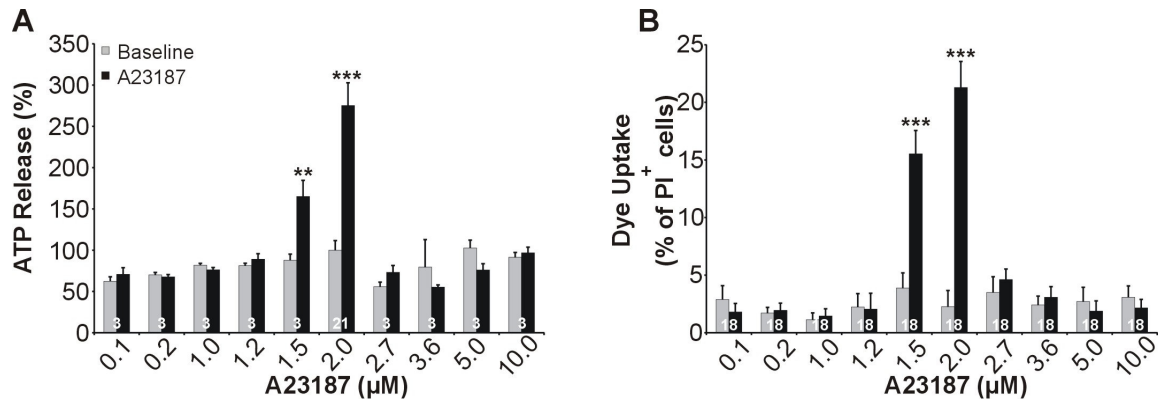 A
350
300
250
200
150
100
50
0
ATP Release (%)
Baseline
A23187
**
***
3 3 3 3 3 21 3 3 3 3
0.1 0.2 1.0 1.2 1.5 2.0 2.7 3.6 5.0 10.0
A23187 (µM)
B
25
20
15
10
5
0
Dye Uptake
(% of PI+ cells)
***
***
18 18 18 18 18 18 18 18 18 18
0.1 0.2 1.0 1.2 1.5 2.0 2.7 3.6 5.0 10.0
A23187 (µM)